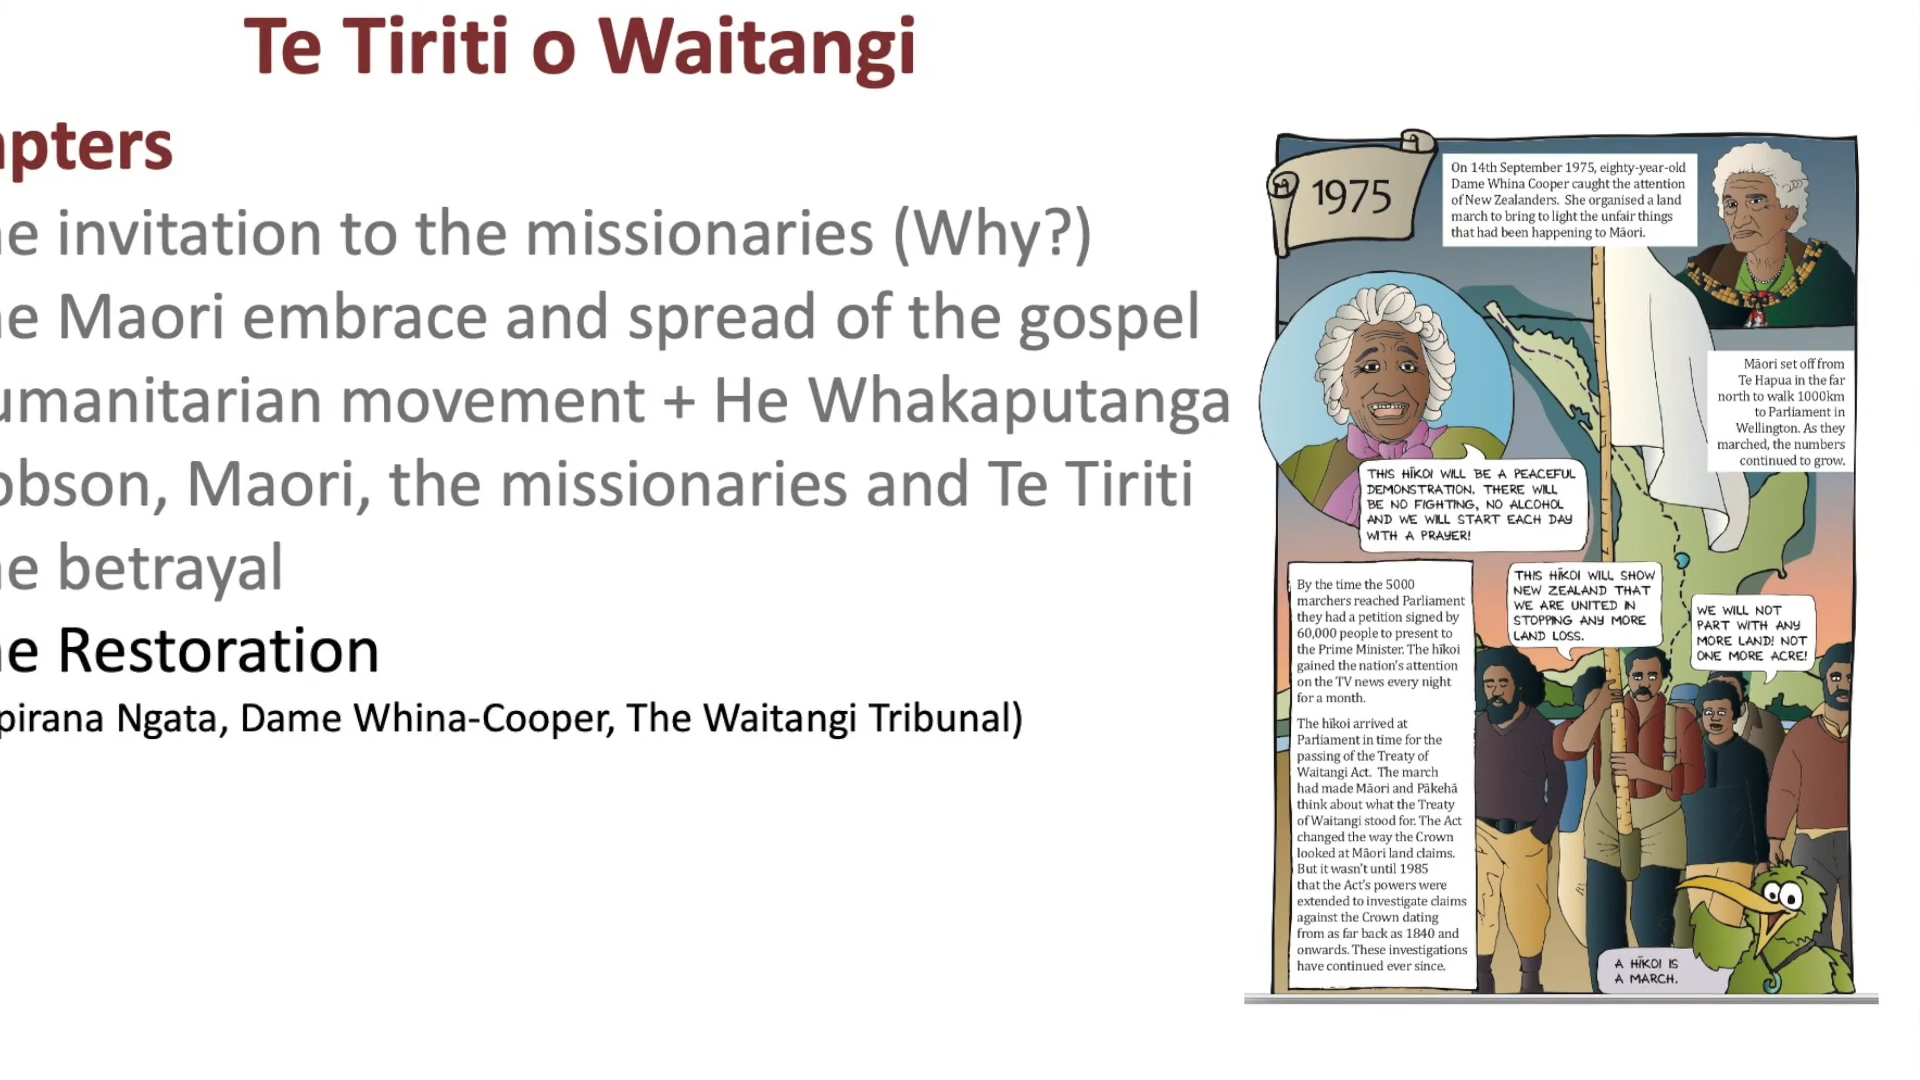 Te Tiriti o Waitangi
apters
he invitation to the missionaries (Why?)
he Maori embrace and spread of the gospel
umanitarian movement + He Whakaputanga
obson, Maori, the missionaries and Te Tiriti
he betrayal
he Restoration
pirana Ngata, Dame Whina-Cooper, The Waitangi Tribunal)
1975
On 14th September 1975, eighty-year-old
Dame Whina Cooper caught the attention
of New Zealanders. She organised a land
march to bring to light the unfair things
that had been happening to Māori.
Māori set off from
Te Hapua in the far
north to walk 1000km
to Parliament in
Wellington. As they
marched, the numbers
continued to grow.
THIS HĪKOI WILL BE A PEACEFUL
DEMONSTRATION. THERE WILL
BE NO FIGHTING, NO ALCOHOL
AND WE WILL START EACH DAY
WITH A PRAYER!
THIS HĪKOI WILL SHOW
NEW ZEALAND THAT
WE ARE UNITED IN
STOPPING ANY MORE
LAND LOSS.
WE WILL NOT
PART WITH ANY
MORE LAND! NOT
ONE MORE ACRE!
By the time the 5000
marchers reached Parliament
they had a petition signed by
60,000 people to present to
the Prime Minister. The hīkoi
gained the nation's attention
on the TV news every night
for a month.
The hīkoi arrived at
Parliament in time for the
passing of the Treaty of
Waitangi Act. The march
had made Māori and Pākehā
think about what the Treaty
of Waitangi stood for. The Act
changed the way the Crown
looked at Māori land claims.
But it wasn't until 1985
that the Act's powers were
extended to investigate claims
against the Crown dating
from as far back as 1840 and
onwards. These investigations
have continued ever since.
A HĪKOI IS
A MARCH.